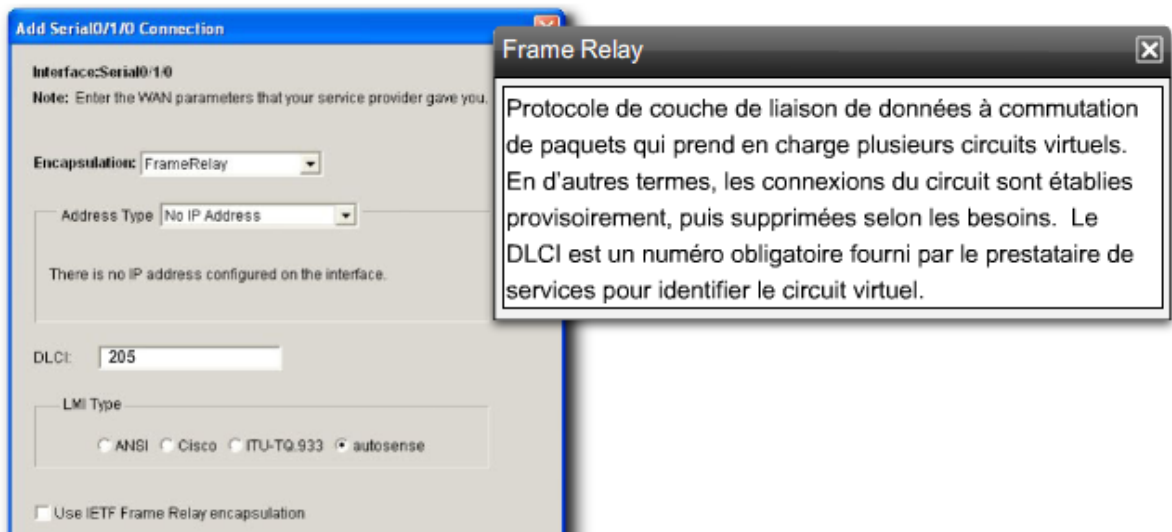 Add Serial0/1/0 Connection
Interface:Serial0/1/0
Note: Enter the WAN parameters that your service provider gave you.
Encapsulation: FrameRelay
Address Type No IP Address
There is no IP address configured on the interface.
DLCI: 205
LMI Type
ANSI Cisco ITU-TQ.933 autosense
Use IETF Frame Relay encapsulation
Frame Relay
Protocole de couche de liaison de données à commutation
de paquets qui prend en charge plusieurs circuits virtuels.
En d'autres termes, les connexions du circuit sont établies
provisoirement, puis supprimées selon les besoins. Le
DLCI est un numéro obligatoire fourni par le prestataire de
services pour identifier le circuit virtuel.